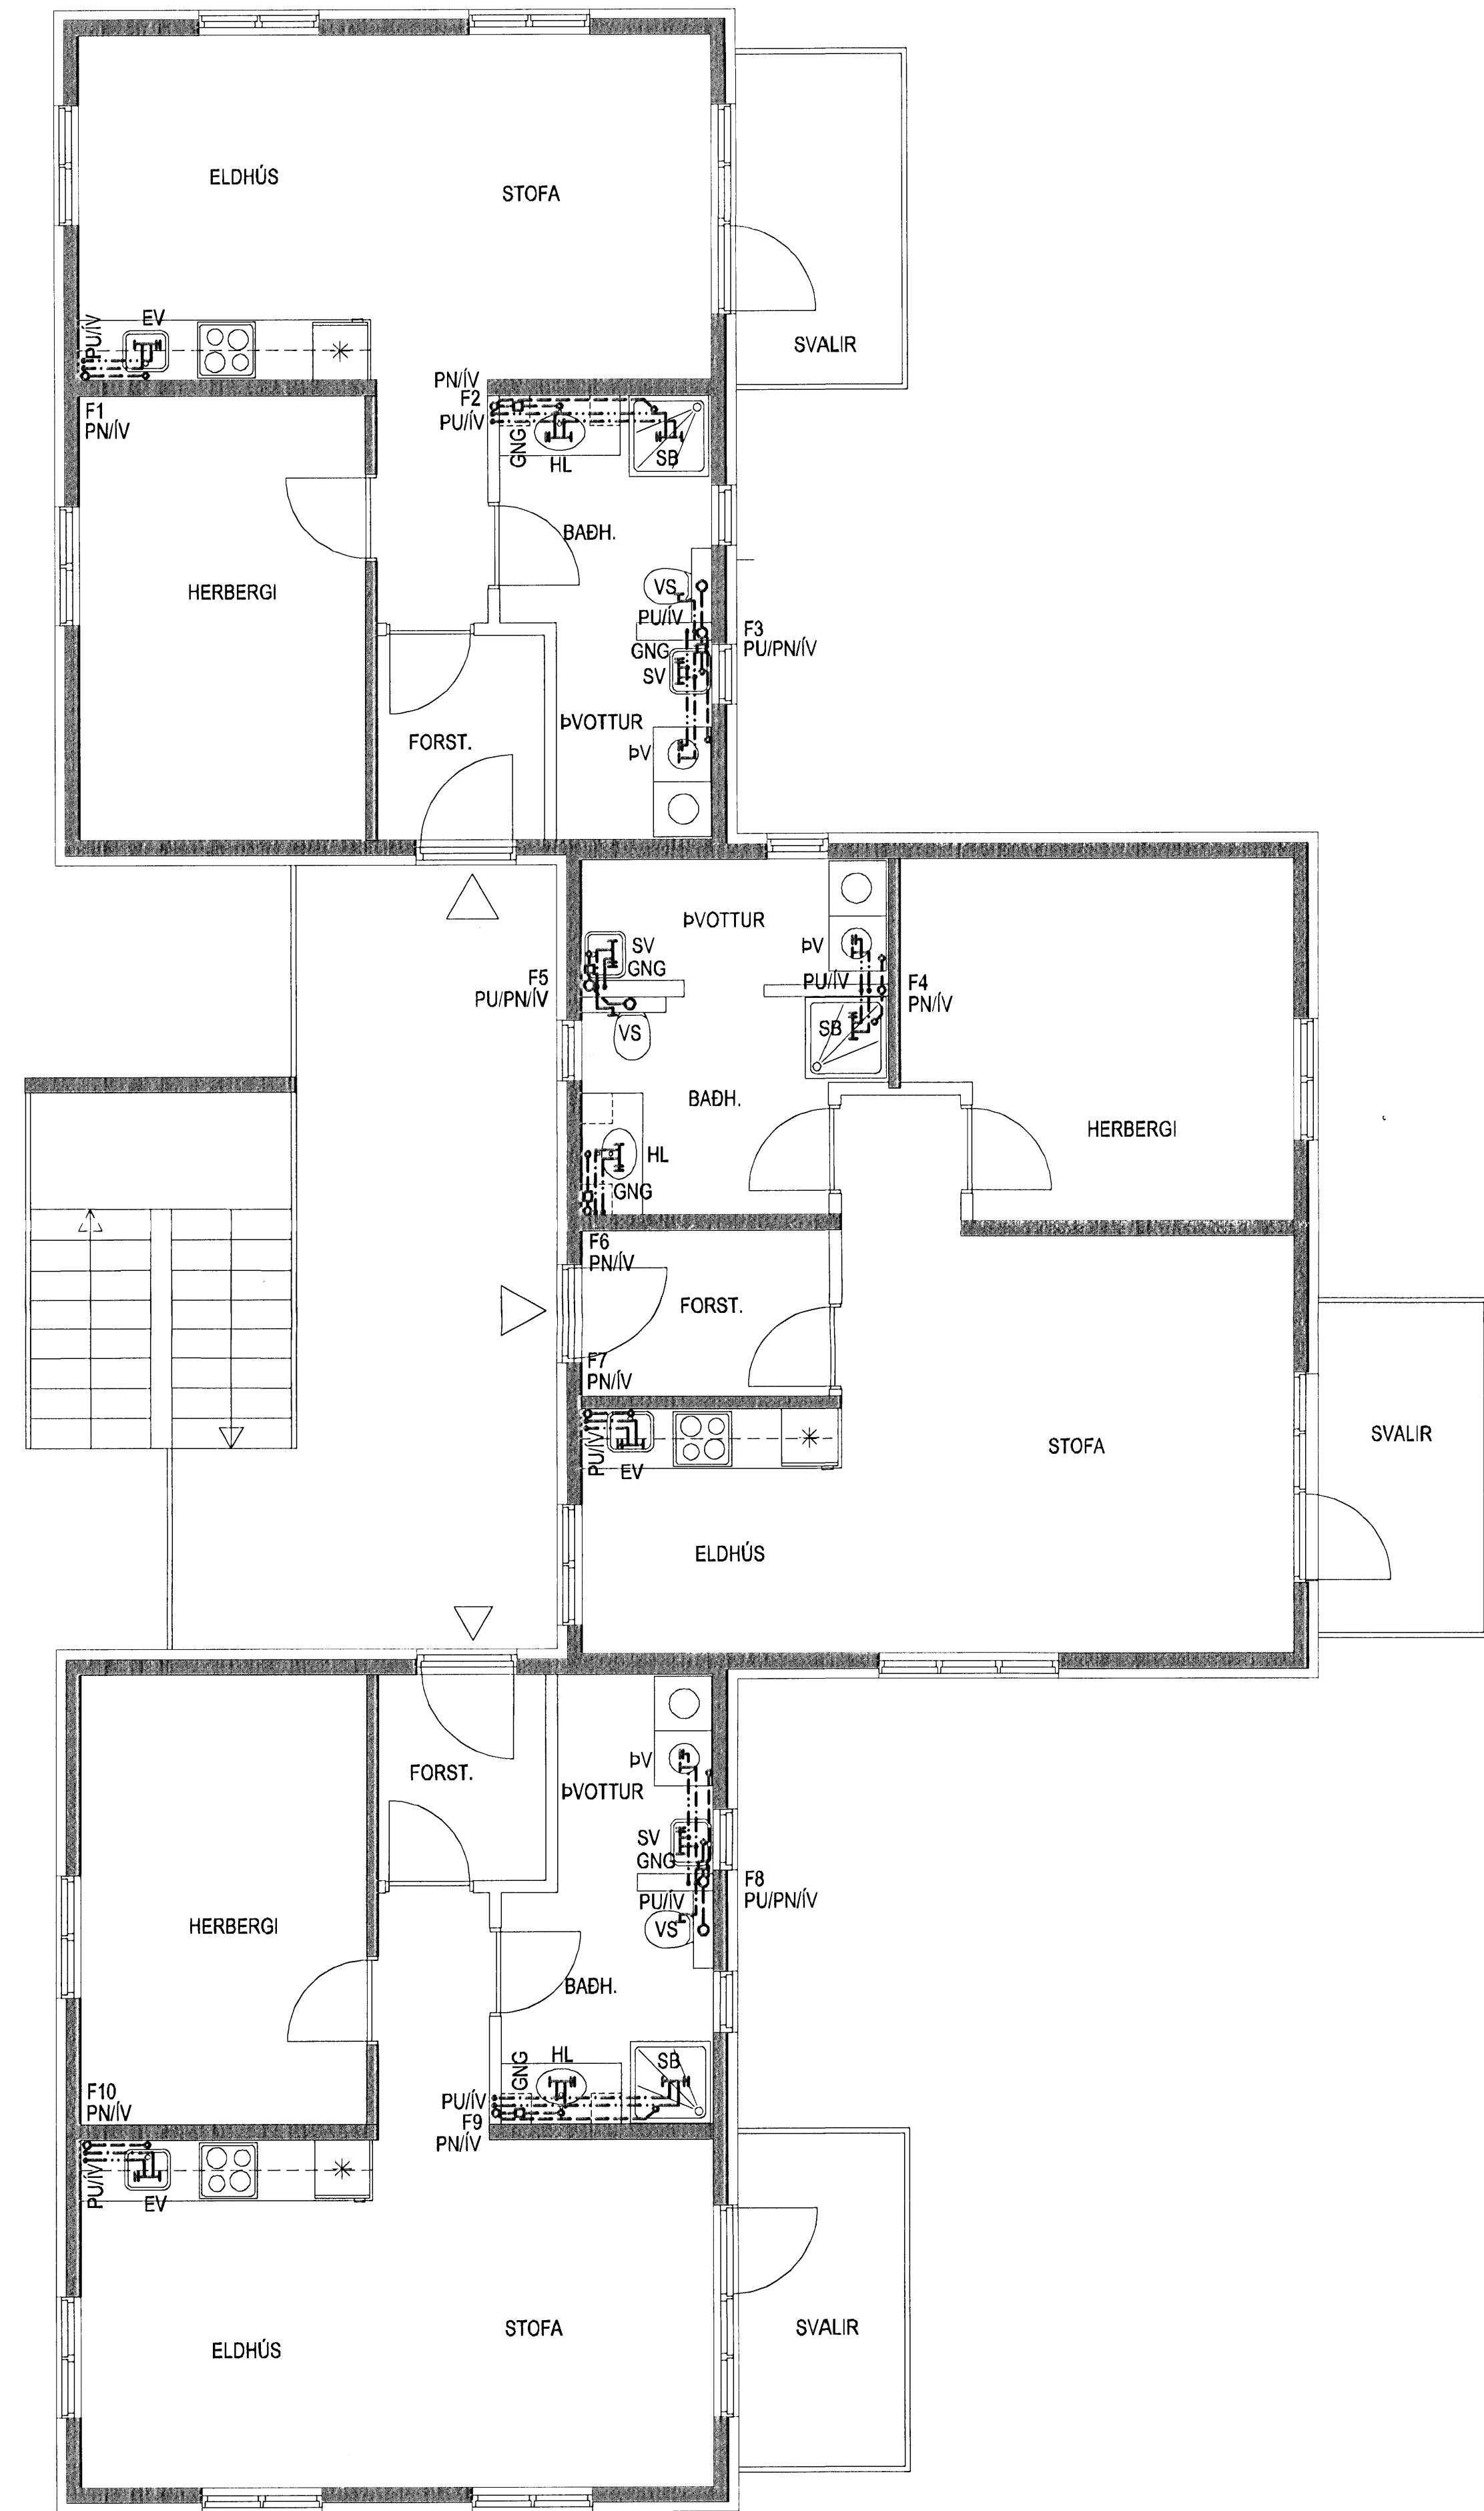 ELDHÚS
STOFA
SVALIR
EV
PU/ÍV
PN/ÍV
F2
PU/ÍV
F1
PN/ÍV
GNG
HL
SB
BAÐH.
HERBERGI
VS
PU/ÍV
F3
PU/PN/ÍV
GNG
SV
ÞVOTTUR
FORST.
ÞV
ÞVOTTUR
SV
GNG
ÞV
F5
PU/PN/ÍV
PU/ÍV
F4
PN/ÍV
VS
SB
BAÐH.
HERBERGI
HL
GNG
F6
PN/ÍV
FORST.
F7
PN/ÍV
PU/ÍV
EV
STOFA
SVALIR
ELDHÚS
ÞV
FORST.
ÞVOTTUR
SV
GNG
F8
PU/PN/ÍV
PU/ÍV
VS
HERBERGI
BAÐH.
GNG
HL
SB
F10
PN/ÍV
PU/ÍV
F9
PN/ÍV
PU/ÍV
EV
STOFA
SVALIR
ELDHÚS